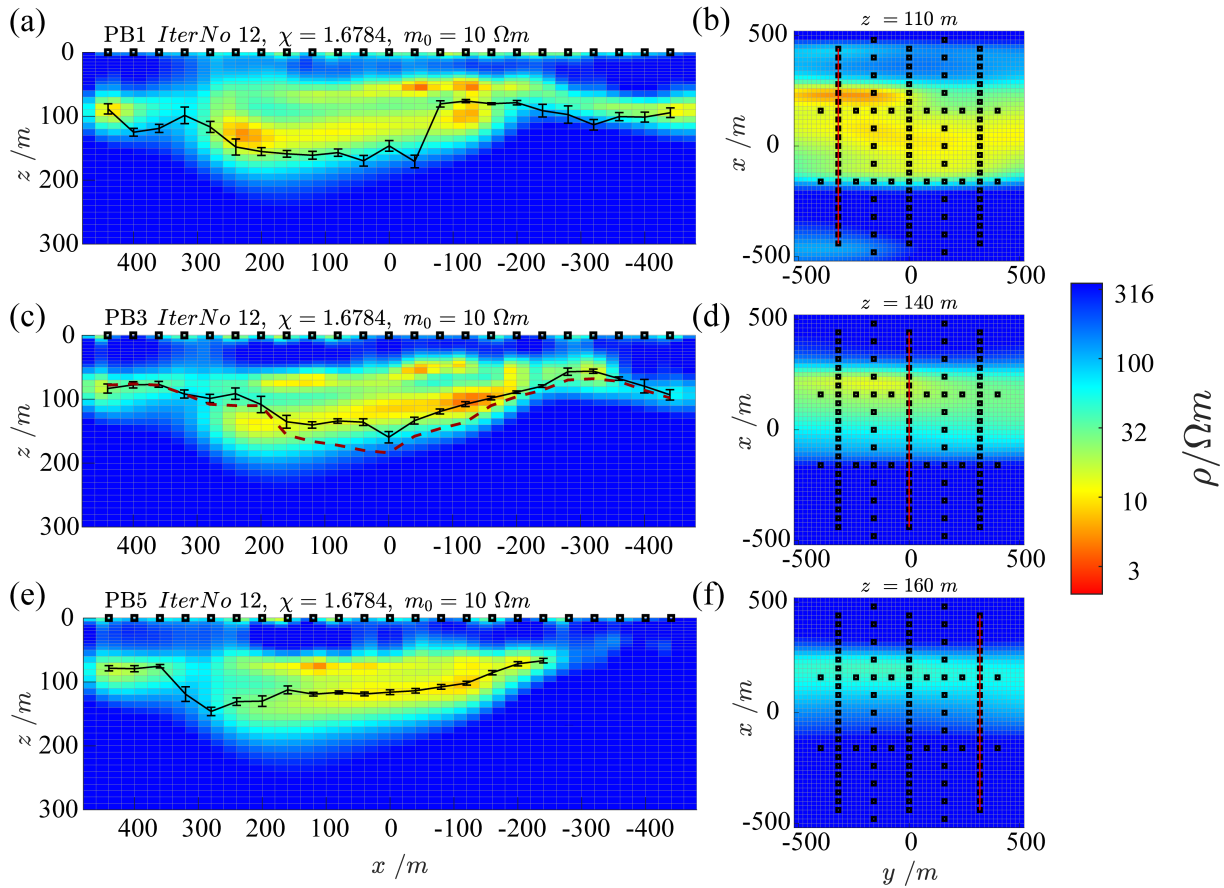 (a)
PB1 IterNo 12, χ = 1.6784, m₀ = 10 Ωm
0
100
200
300
z /m
400 300 200 100 0 -100 -200 -300 -400
(b)
z = 110 m
500
0
-500
x /m
-500 0 500
(c)
PB3 IterNo 12, χ = 1.6784, m₀ = 10 Ωm
0
100
200
300
z /m
400 300 200 100 0 -100 -200 -300 -400
(d)
z = 140 m
500
0
-500
x /m
-500 0 500
(e)
PB5 IterNo 12, χ = 1.6784, m₀ = 10 Ωm
0
100
200
300
z /m
400 300 200 100 0 -100 -200 -300 -400
x /m
(f)
z = 160 m
500
0
-500
x /m
-500 0 500
y /m
316
100
32
10
3
ρ/Ωm